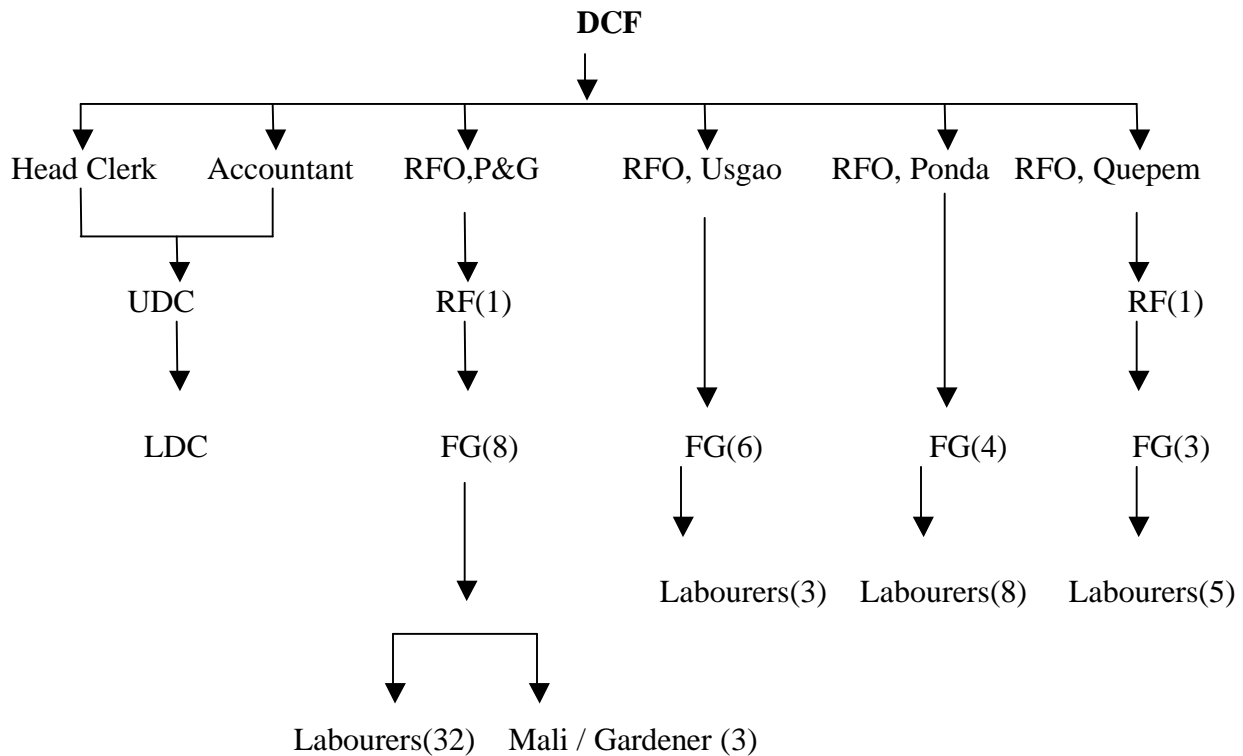 DCF
Head Clerk Accountant RFO,P&G RFO, Usgao RFO, Ponda RFO, Quepem
UDC RF(1) RF(1)
LDC FG(8) FG(6) FG(4) FG(3)
Labourers(3) Labourers(8) Labourers(5)
Labourers(32) Mali / Gardener (3)